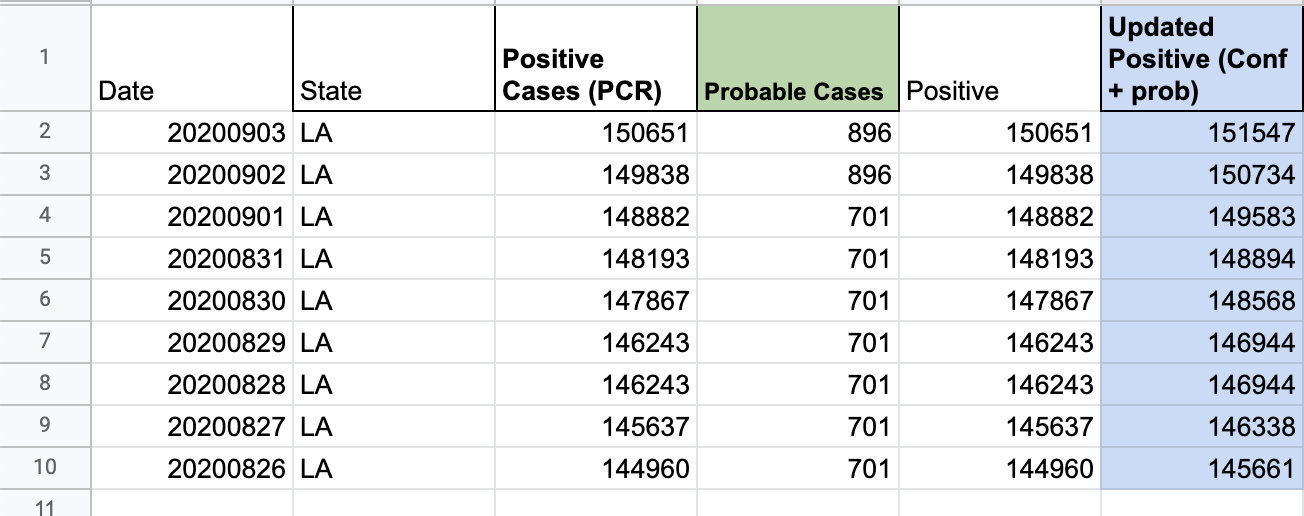 1 Date State Positive Cases (PCR) Probable Cases Positive Updated Positive (Conf + prob)
2 20200903 LA 150651 896 150651 151547
3 20200902 LA 149838 896 149838 150734
4 20200901 LA 148882 701 148882 149583
5 20200831 LA 148193 701 148193 148894
6 20200830 LA 147867 701 147867 148568
7 20200829 LA 146243 701 146243 146944
8 20200828 LA 146243 701 146243 146944
9 20200827 LA 145637 701 145637 146338
10 20200826 LA 144960 701 144960 145661
11